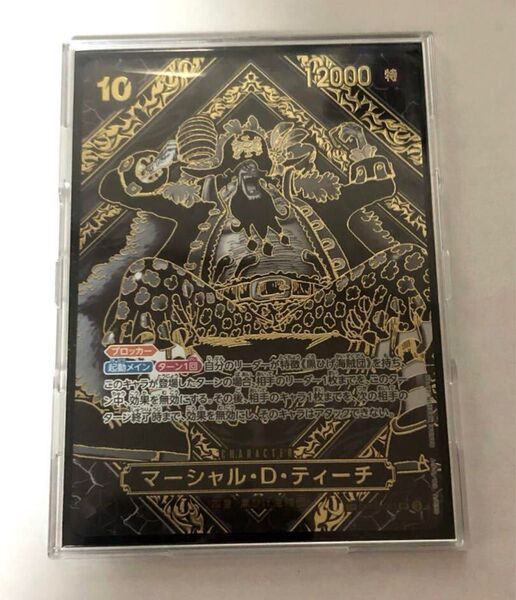 10
12000 特
ブロッカー
起動メイン ターン1回 自分のリーダーが特徴《黒ひげ海賊団》を持ち、
このキャラが登場したターンの場合、相手のリーダー1枚までを、このター
ン中、効果を無効にする。その後、相手のキャラ1枚までを、次の相手の
ターン終了時まで、効果を無効にし、そのキャラはアタックできない。
CHARACTER
マーシャル・D・ティーチ